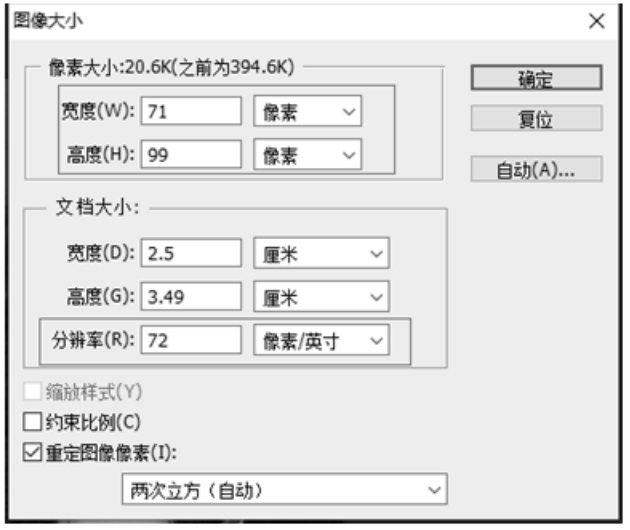 图像大小
像素大小:20.6K(之前为394.6K)
宽度(W): 71 像素
高度(H): 99 像素
确定
复位
自动(A)...
文档大小:
宽度(D): 2.5 厘米
高度(G): 3.49 厘米
分辨率(R): 72 像素/英寸
缩放样式(Y)
约束比例(C)
重定图像像素(I):
两次立方（自动）